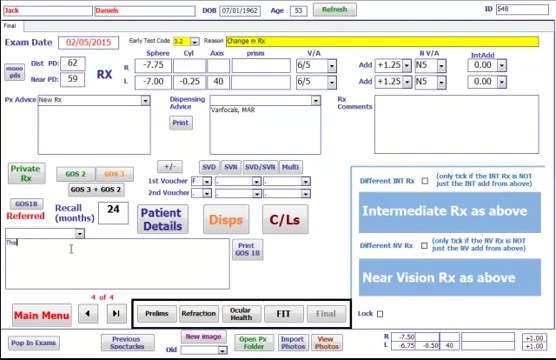 Jack Daniels DOB 07/01/1962 Age 53 Refresh ID 548
Final
Exam Date 02/05/2015 Early Test Code 3.2 Reason Change in Rx
Sphere Cyl Axis prism V/A N V/A IntAdd
mono pds Dist PD: 62 RX R -7.75 6/5 Add +1.25 N5 0.00
Near PD: 59 L -7.00 -0.25 40 6/5 Add +1.25 N5 0.00
Px Advice New Rx Dispensing Advice Varifocals, MAR Rx Comments
Print
Private Rx GOS 2 GOS 3 +/- SVD SVN SVD/SVN Multi
GOS 3 + GOS 2 1st Voucher F . .
2nd Voucher . .
GOS18 Referred Recall (months) 24 Patient Details Disps C/Ls
Different INT Rx (only tick if the INT Rx is NOT just the INT add from above)
Intermediate Rx as above
Different NV Rx (only tick if the NV Rx is NOT just the NV add from above)
Near Vision Rx as above
This
Print GOS 18
4 of 4
Main Menu Prelims Refraction Ocular Health FIT Final Lock
Pop In Exams Previous Spectacles New image Old Open Px Folder Import Photos View Photos
R -7.50 +1.00
L -6.75 -0.50 40 +1.00